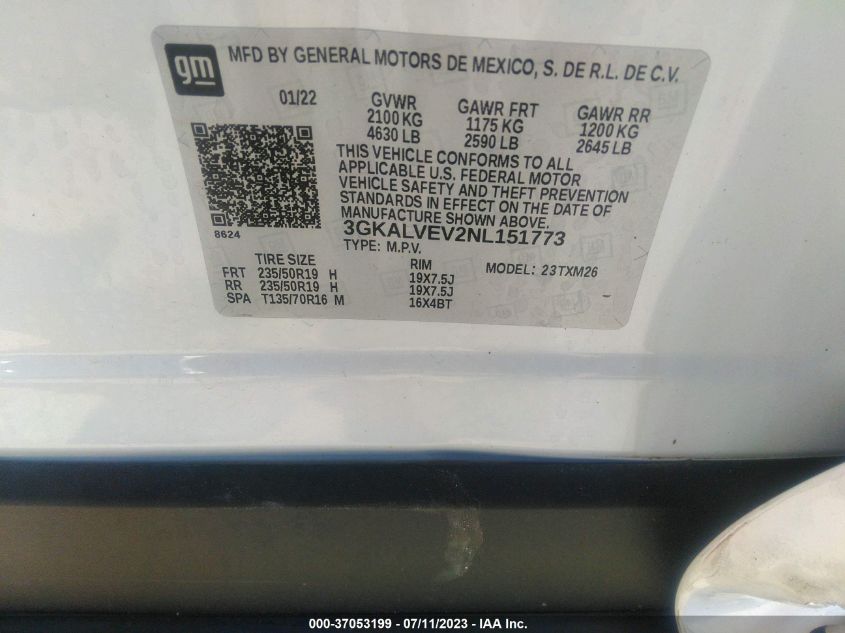 gm
MFD BY GENERAL MOTORS DE MEXICO, S. DE R.L. DE C.V.
01/22 GVWR GAWR FRT GAWR RR
2100 KG 1175 KG 1200 KG
4630 LB 2590 LB 2645 LB
THIS VEHICLE CONFORMS TO ALL
APPLICABLE U.S. FEDERAL MOTOR
VEHICLE SAFETY AND THEFT PREVENTION
STANDARDS IN EFFECT ON THE DATE OF
MANUFACTURE SHOWN ABOVE.
8624 3GKALVEV2NL151773
TYPE: M.P.V.
TIRE SIZE RIM MODEL: 23TXM26
FRT 235/50R19 H 19X7.5J
RR 235/50R19 H 19X7.5J
SPA T135/70R16 M 16X4BT
000-37053199 - 07/11/2023 - IAA Inc.